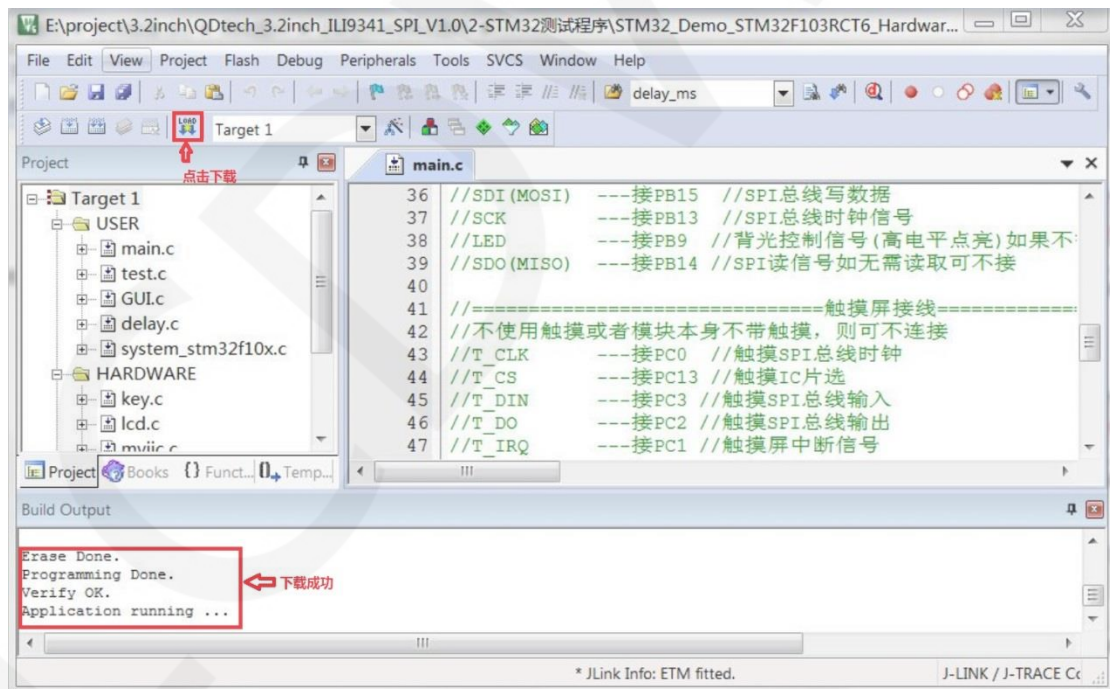 E:\project\3.2inch\QDtech_3.2inch_ILI9341_SPI_V1.0\2-STM32测试程序\STM32_Demo_STM32F103RCT6_Hardwar...
File Edit View Project Flash Debug Peripherals Tools SVCS Window Help
delay_ms
LOAD Target 1
点击下载
Project
main.c
Target 1
USER
main.c
test.c
GUI.c
delay.c
system_stm32f10x.c
HARDWARE
key.c
lcd.c
myiic.c
36 //SDI(MOSI) ---接PB15 //SPI总线写数据
37 //SCK ---接PB13 //SPI总线时钟信号
38 //LED ---接PB9 //背光控制信号(高电平点亮)如果不
39 //SDO(MISO) ---接PB14 //SPI读信号如无需读取可不接
40
41 //================================触摸屏接线=============
42 //不使用触摸或者模块本身不带触摸，则可不连接
43 //T_CLK ---接PC0 //触摸SPI总线时钟
44 //T_CS ---接PC13 //触摸IC片选
45 //T_DIN ---接PC3 //触摸SPI总线输入
46 //T_DO ---接PC2 //触摸SPI总线输出
47 //T_IRQ ---接PC1 //触摸屏中断信号
Project Books {} Funct... 0 Temp...
Build Output
Erase Done.
Programming Done.
Verify OK.
Application running ...
下载成功
* JLink Info: ETM fitted.
J-LINK / J-TRACE Co